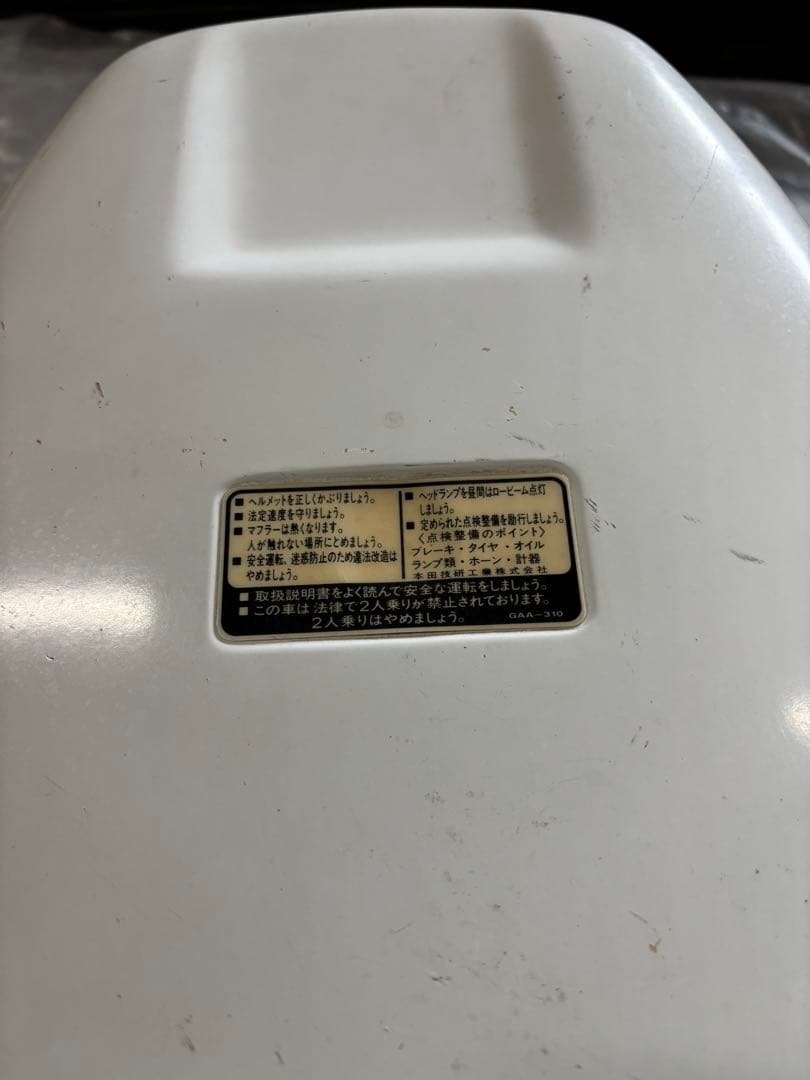 ■ ヘルメットを正しくかぶりましょう。
■ 法定速度を守りましょう。
■ マフラーは熱くなります。
人が触れない場所にとめましょう。
■ 安全運転、迷惑防止のため違法改造は
やめましょう。
■ ヘッドランプを昼間はロービーム点灯
しましょう。
■ 定められた点検整備を励行しましょう。
〈点検整備のポイント〉
ブレーキ・タイヤ・オイル
ランプ類・ホーン・計器
本田技研工業株式会社
■ 取扱説明書をよく読んで安全な運転をしましょう。
■ この車は法律で2人乗りが禁止されております。
2人乗りはやめましょう。
GAA-310